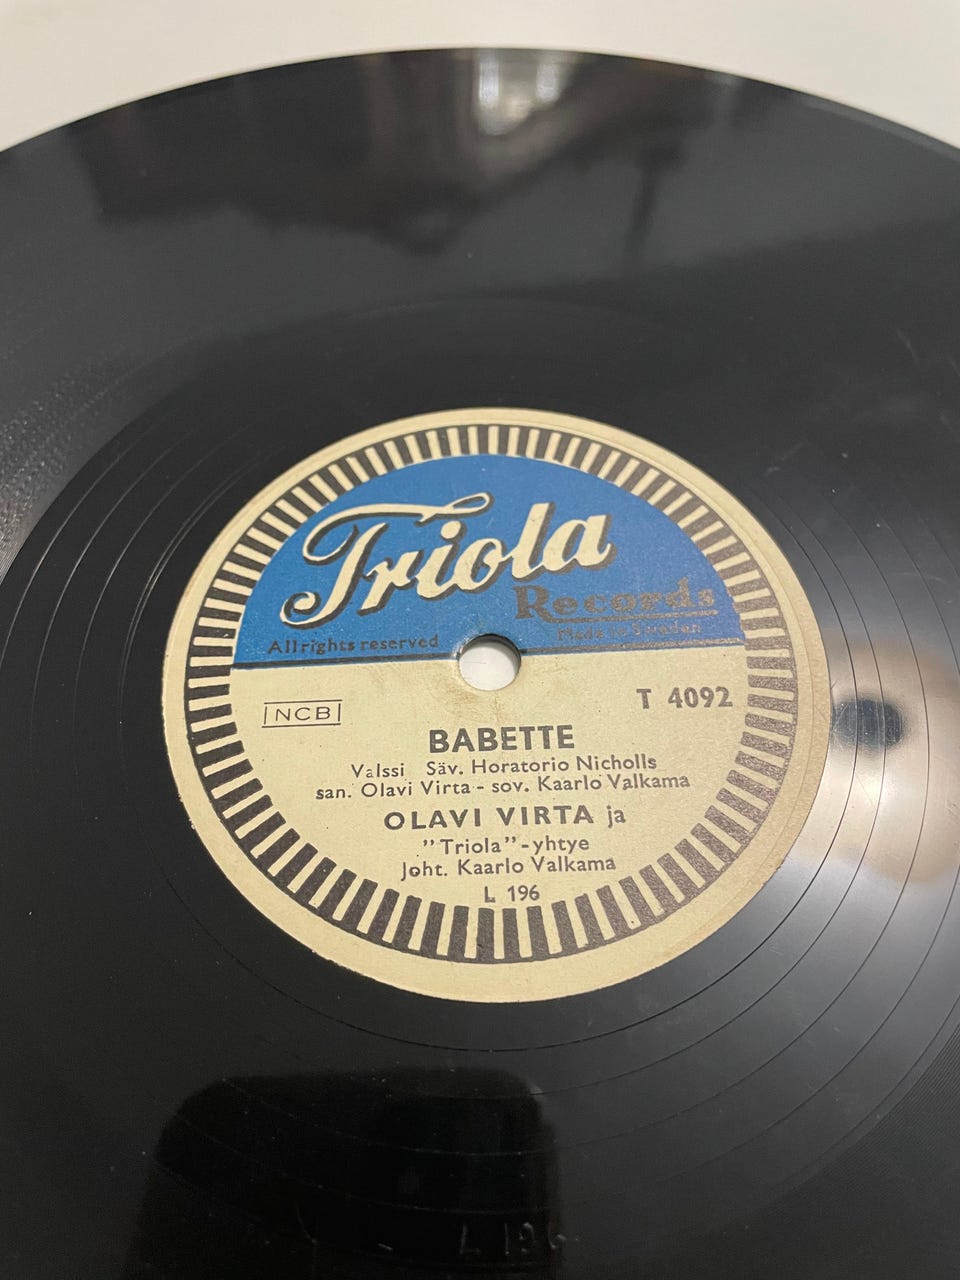 Triola
Records
All rights reserved
Made in Sweden
NCB
T 4092
BABETTE
Valssi Säv. Horatorio Nicholls
san. Olavi Virta - sov. Kaarlo Valkama
OLAVI VIRTA ja
"Triola"-yhtye
Joht. Kaarlo Valkama
L 196
L 196